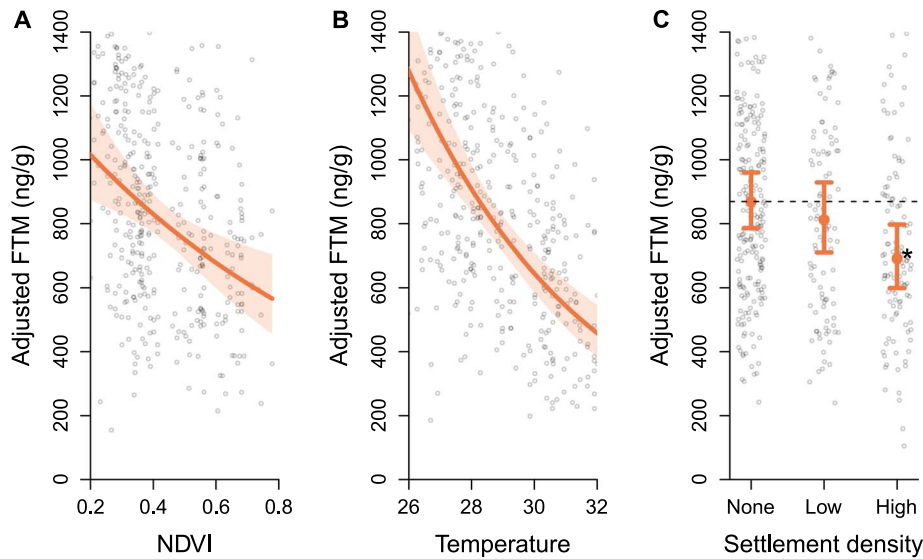 A
Adjusted FTM (ng/g)
0
200
400
600
800
1000
1200
1400
0.2
0.4
0.6
0.8
NDVI
B
Adjusted FTM (ng/g)
0
200
400
600
800
1000
1200
1400
26
28
30
32
Temperature
C
Adjusted FTM (ng/g)
0
200
400
600
800
1000
1200
1400
*
None
Low
High
Settlement density